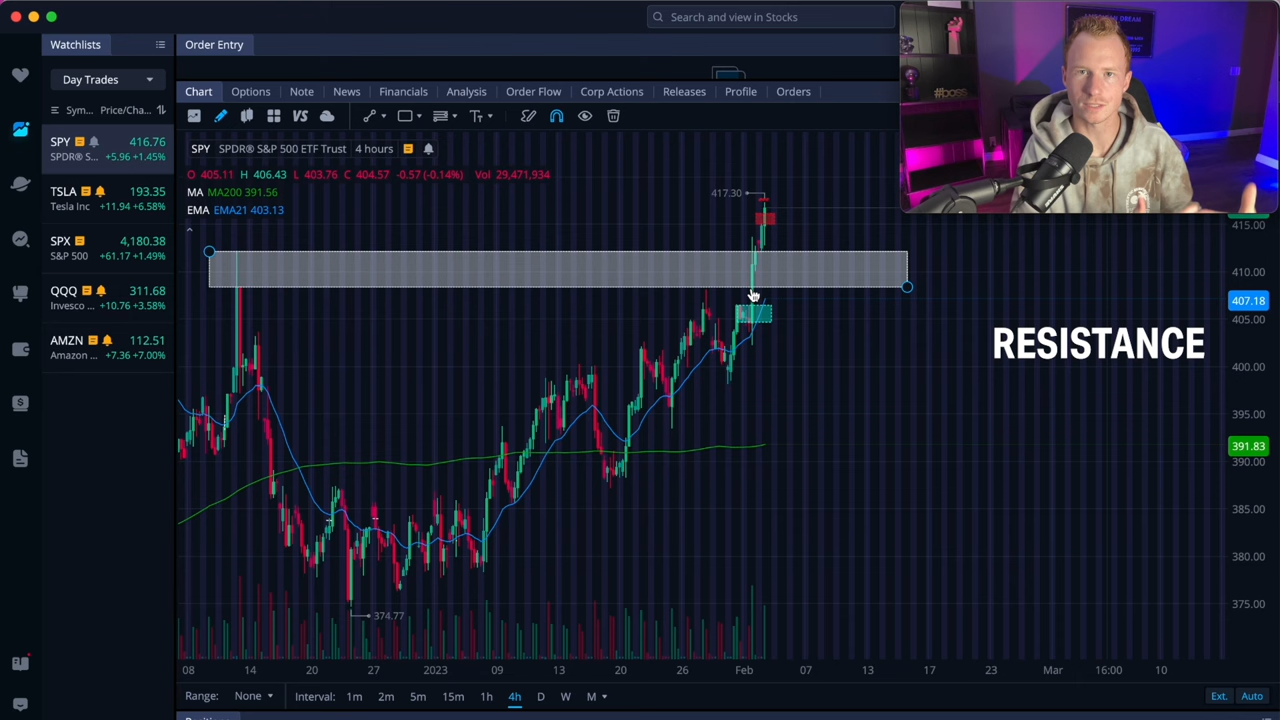 Search and view in Stocks
Watchlists
Order Entry
Day Trades
Chart Options Note News Financials Analysis Order Flow Corp Actions Releases Profile Orders
Sym... Price/Cha...
VS
SPY 416.76
SPDR® S... +5.96 +1.45%
SPY SPDR® S&P 500 ETF Trust 4 hours
O 405.11 H 406.43 L 403.76 C 404.57 -0.57 (-0.14%) Vol 29,471,934
MA MA200 391.56
EMA EMA21 403.13
TSLA 193.35
Tesla Inc +11.94 +6.58%
SPX 4,180.38
S&P 500 +61.17 +1.49%
QQQ 311.68
Invesco ... +10.76 +3.58%
AMZN 112.51
Amazon ... +7.36 +7.00%
#boss
417.30
415.00
410.00
407.18
405.00
RESISTANCE
400.00
395.00
391.83
390.00
385.00
380.00
375.00
374.77
08 14 20 27 2023 09 13 20 26 Feb 07 13 17 23 Mar 16:00 10
Range: None Interval: 1m 2m 5m 15m 1h 4h D W M Ext. Auto